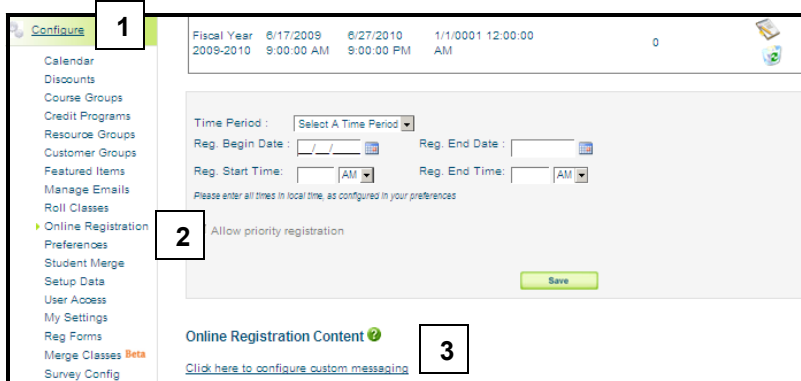 Configure
1
Calendar
Discounts
Course Groups
Credit Programs
Resource Groups
Customer Groups
Featured Items
Manage Emails
Roll Classes
Online Registration
Preferences
Student Merge
Setup Data
User Access
My Settings
Reg Forms
Merge Classes Beta
Survey Config
2
Fiscal Year 6/17/2009 6/27/2010 1/1/0001 12:00:00
2009-2010 9:00:00 AM 9:00:00 PM AM 0
Time Period : Select A Time Period
Reg. Begin Date : __/__/____ Reg. End Date :
Reg. Start Time: AM Reg. End Time: AM
Please enter all times in local time, as configured in your preferences
Allow priority registration
Save
Online Registration Content ?
3
Click here to configure custom messaging